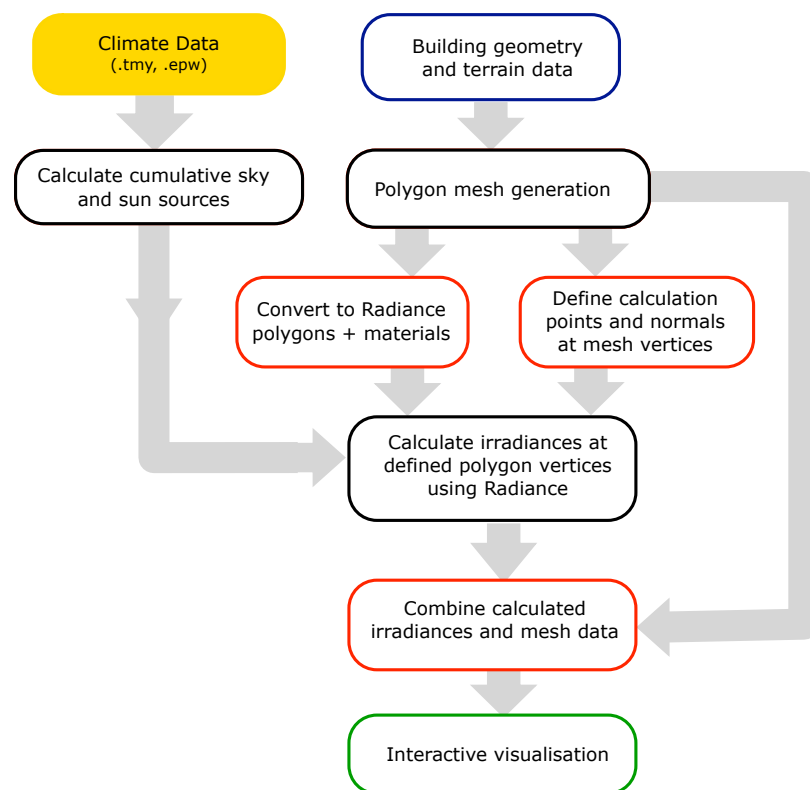 Climate Data
(.tmy, .epw)
Building geometry
and terrain data
Calculate cumulative sky
and sun sources
Polygon mesh generation
Convert to Radiance
polygons + materials
Define calculation
points and normals
at mesh vertices
Calculate irradiances at
defined polygon vertices
using Radiance
Combine calculated
irradiances and mesh data
Interactive visualisation